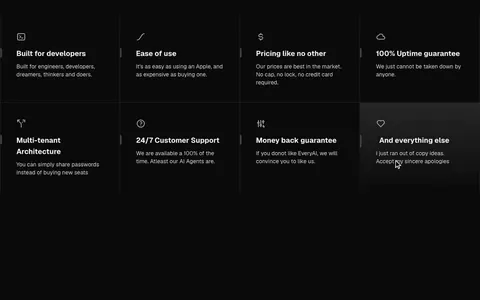 Built for developers
Built for engineers, developers,
dreamers, thinkers and doers.
Ease of use
It's as easy as using an Apple, and
as expensive as buying one.
Pricing like no other
Our prices are best in the market.
No cap, no lock, no credit card
required.
100% Uptime guarantee
We just cannot be taken down by
anyone.
Multi-tenant
Architecture
You can simply share passwords
instead of buying new seats
24/7 Customer Support
We are available a 100% of the
time. Atleast our AI Agents are.
Money back guarantee
If you donot like EveryAI, we will
convince you to like us.
And everything else
I just ran out of copy ideas.
Accept my sincere apologies